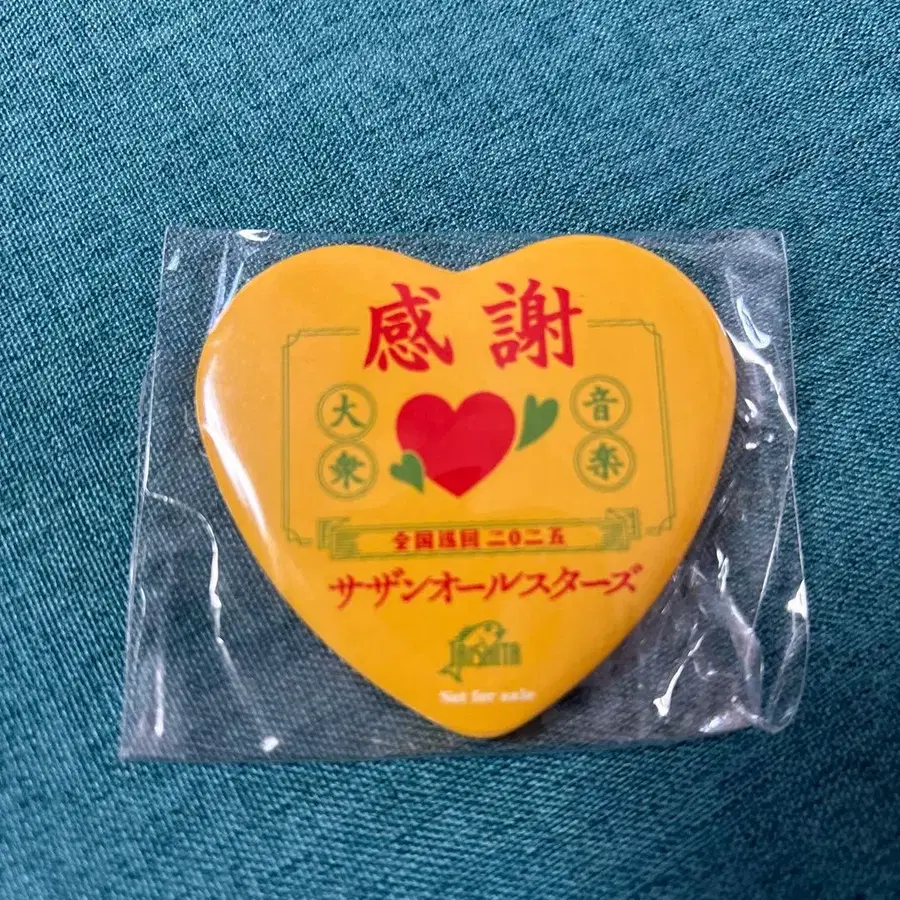 感謝
大衆 音楽
全国巡回 二〇二五
サザンオールスターズ
TAISHITA
Not for sale